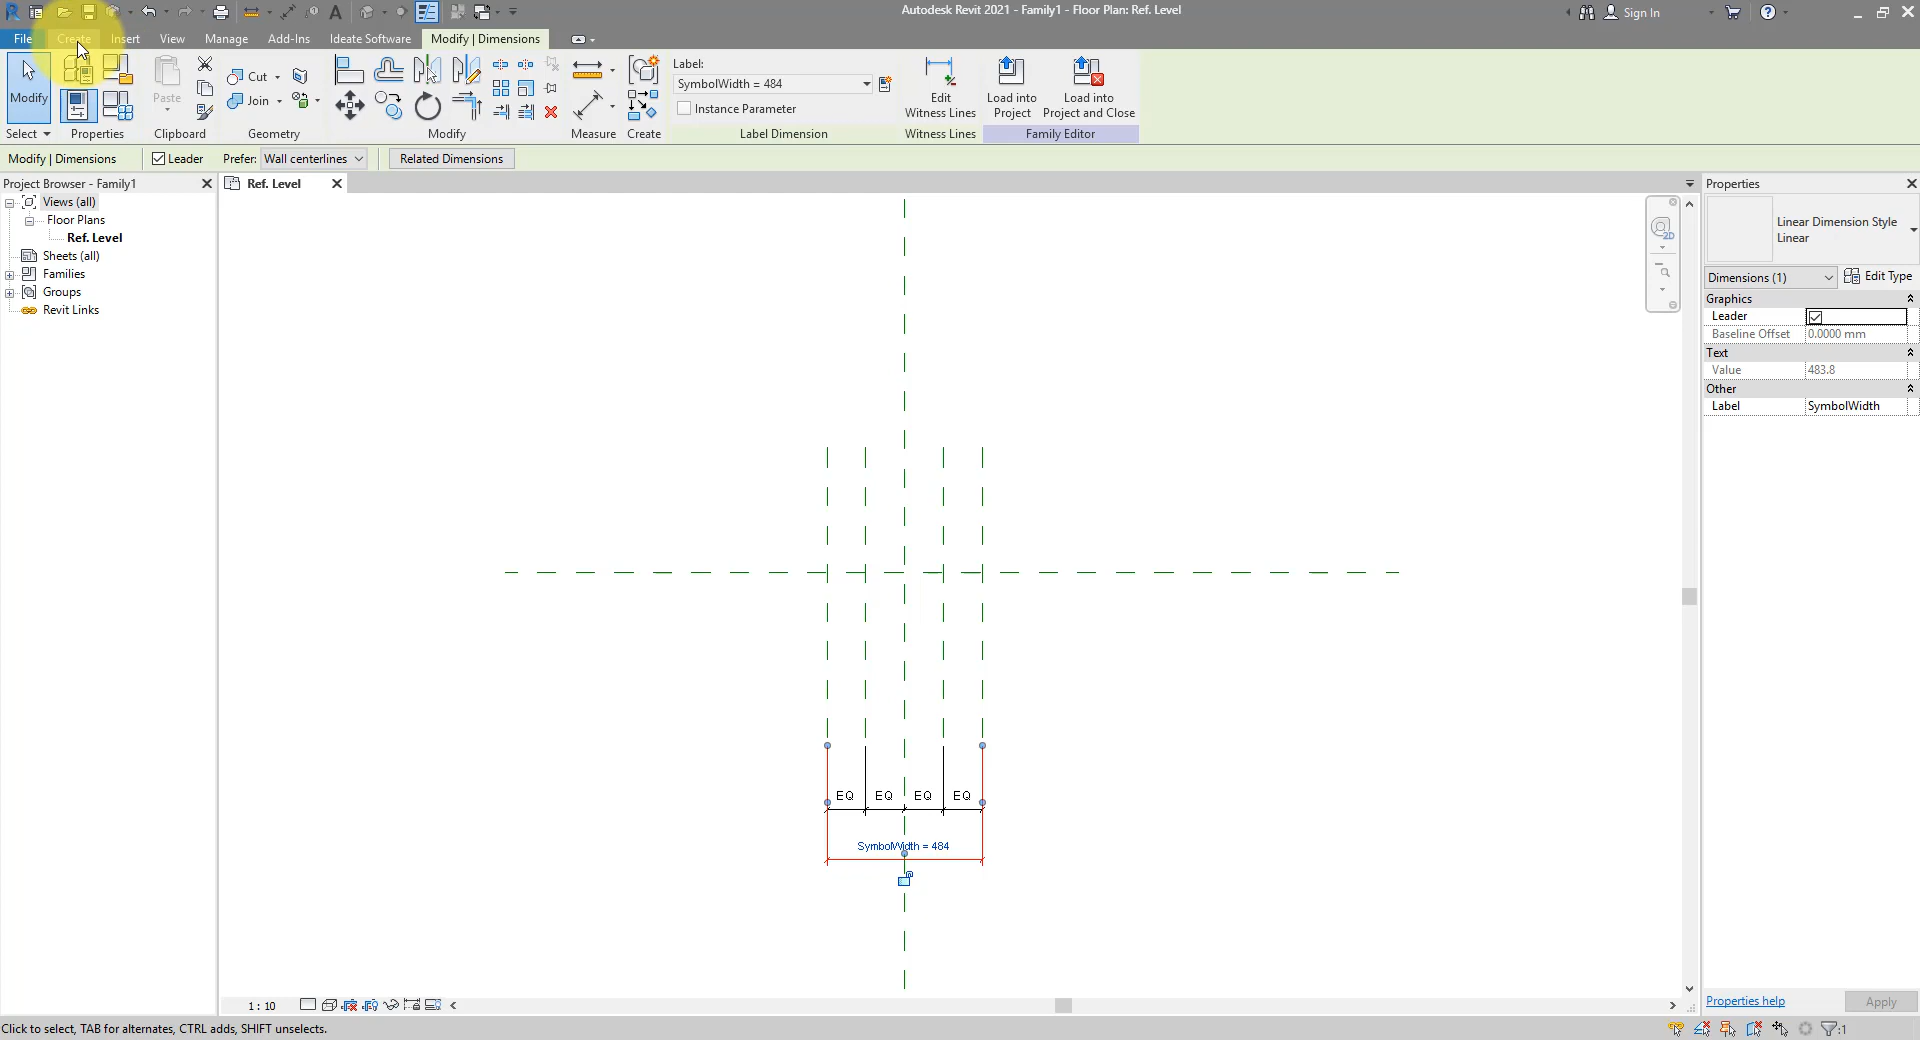 Autodesk Revit 2021 - Family1 - Floor Plan: Ref. Level
Sign In
File
Create
Insert
View
Manage
Add-Ins
Ideate Software
Modify | Dimensions
Modify
Paste
Cut
Join
Label:
SymbolWidth = 484
Instance Parameter
Edit
Witness Lines
Load into
Project
Load into
Project and Close
Select
Properties
Clipboard
Geometry
Modify
Measure
Create
Label Dimension
Witness Lines
Family Editor
Modify | Dimensions
Leader
Prefer:
Wall centerlines
Related Dimensions
Project Browser - Family1
Views (all)
Floor Plans
Ref. Level
Sheets (all)
Families
Groups
Revit Links
Ref. Level
2D
EQ EQ EQ EQ
SymbolWidth = 484
Properties
Linear Dimension Style
Linear
Dimensions (1)
Edit Type
Graphics
Leader
Baseline Offset 0.0000 mm
Text
Value 483.8
Other
Label SymbolWidth
Properties help
Apply
1 : 10
Click to select, TAB for alternates, CTRL adds, SHIFT unselects.
:1